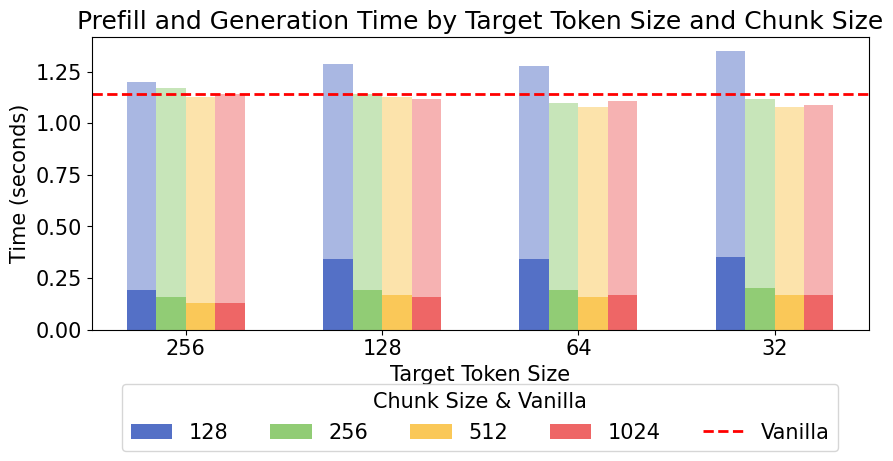 Prefill and Generation Time by Target Token Size and Chunk Size
Time (seconds)
1.25
1.00
0.75
0.50
0.25
0.00
256 128 64 32
Target Token Size
Chunk Size & Vanilla
128 256 512 1024 Vanilla